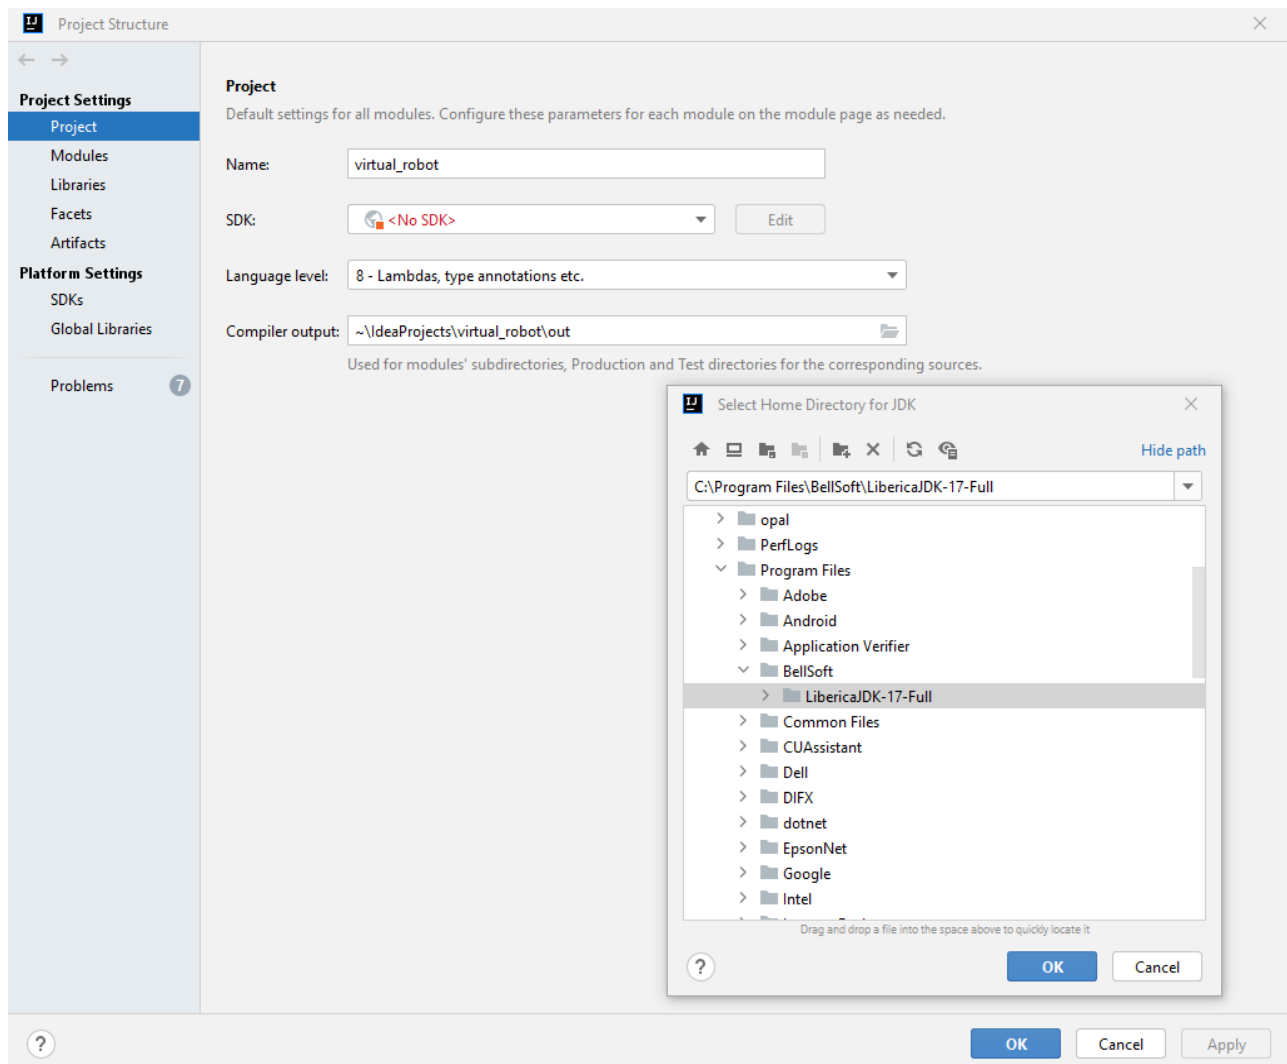 Project Structure
Project Settings
Project
Modules
Libraries
Facets
Artifacts
Platform Settings
SDKs
Global Libraries
Problems 7
Project
Default settings for all modules. Configure these parameters for each module on the module page as needed.
Name: virtual_robot
SDK: <No SDK> Edit
Language level: 8 - Lambdas, type annotations etc.
Compiler output: ~\IdeaProjects\virtual_robot\out
Used for modules' subdirectories, Production and Test directories for the corresponding sources.
IJ Select Home Directory for JDK
Hide path
C:\Program Files\BellSoft\LibericaJDK-17-Full
opal
PerfLogs
Program Files
Adobe
Android
Application Verifier
BellSoft
LibericaJDK-17-Full
Common Files
CUAssistant
Dell
DIFX
dotnet
EpsonNet
Google
Intel
Drag and drop a file into the space above to quickly locate it
? OK Cancel
? OK Cancel Apply